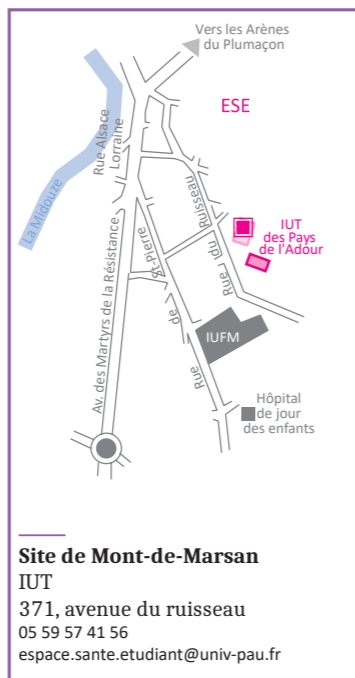 Vers les Arènes
du Plumaçon
ESE
Rue Alsace
Lorraine
La Midouze
Ruisseau
Rue du
IUT
des Pays
de l'Adour
Av. des Martyrs de la Résistance
St-Pierre
de
Rue
IUFM
Hôpital
de jour
des enfants
Site de Mont-de-Marsan
IUT
371, avenue du ruisseau
05 59 57 41 56
espace.sante.etudiant@univ-pau.fr